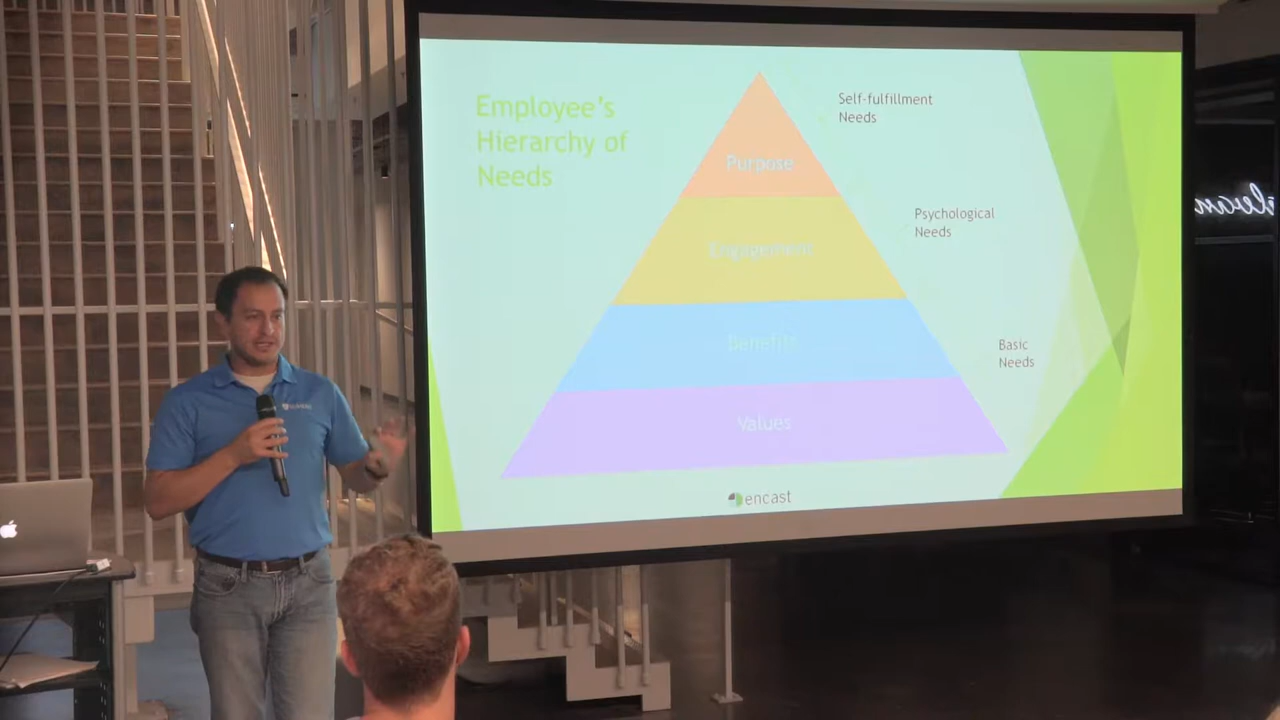 Employee's
Hierarchy of
Needs
Self-fulfillment
Needs
Purpose
Psychological
Needs
Engagement
Basic
Needs
Benefits
Values
encast